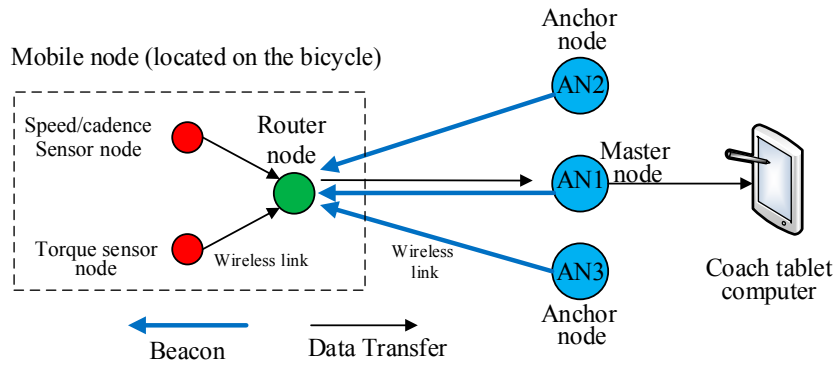 Mobile node (located on the bicycle)
Speed/cadence
Sensor node
Router
node
Torque sensor
node
Wireless link
Anchor
node
AN2
AN1
Master
node
AN3
Anchor
node
Wireless
link
Coach tablet
computer
Beacon
Data Transfer